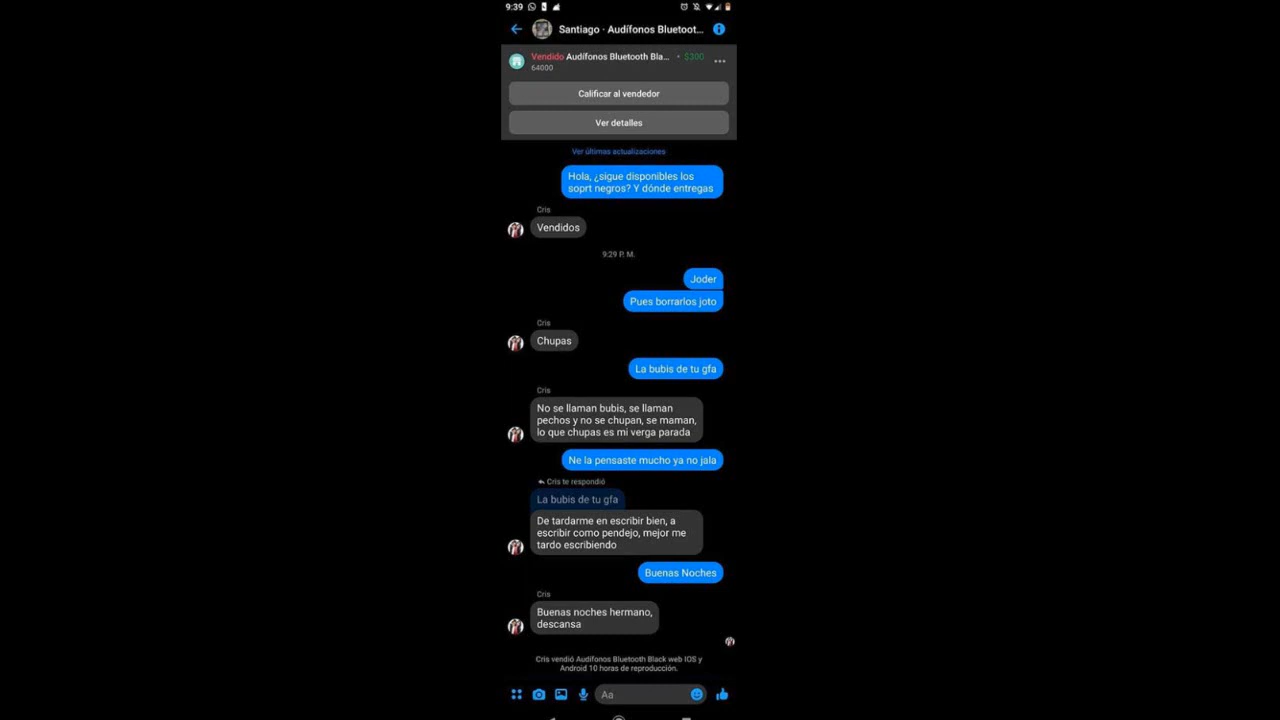 9:39
Santiago · Audífonos Bluetoot...
Vendido Audífonos Bluetooth Bla... • $300
64000
Calificar al vendedor
Ver detalles
Ver últimas actualizaciones
Hola, ¿sigue disponibles los
soprt negros? Y dónde entregas
Cris
Vendidos
9:29 P. M.
Joder
Pues borrarlos joto
Cris
Chupas
La bubis de tu gfa
Cris
No se llaman bubis, se llaman
pechos y no se chupan, se maman,
lo que chupas es mi verga parada
Ne la pensaste mucho ya no jala
Cris te respondió
La bubis de tu gfa
De tardarme en escribir bien, a
escribir como pendejo, mejor me
tardo escribiendo
Buenas Noches
Cris
Buenas noches hermano,
descansa
Cris vendió Audífonos Bluetooth Black web IOS y
Android 10 horas de reproducción.
Aa